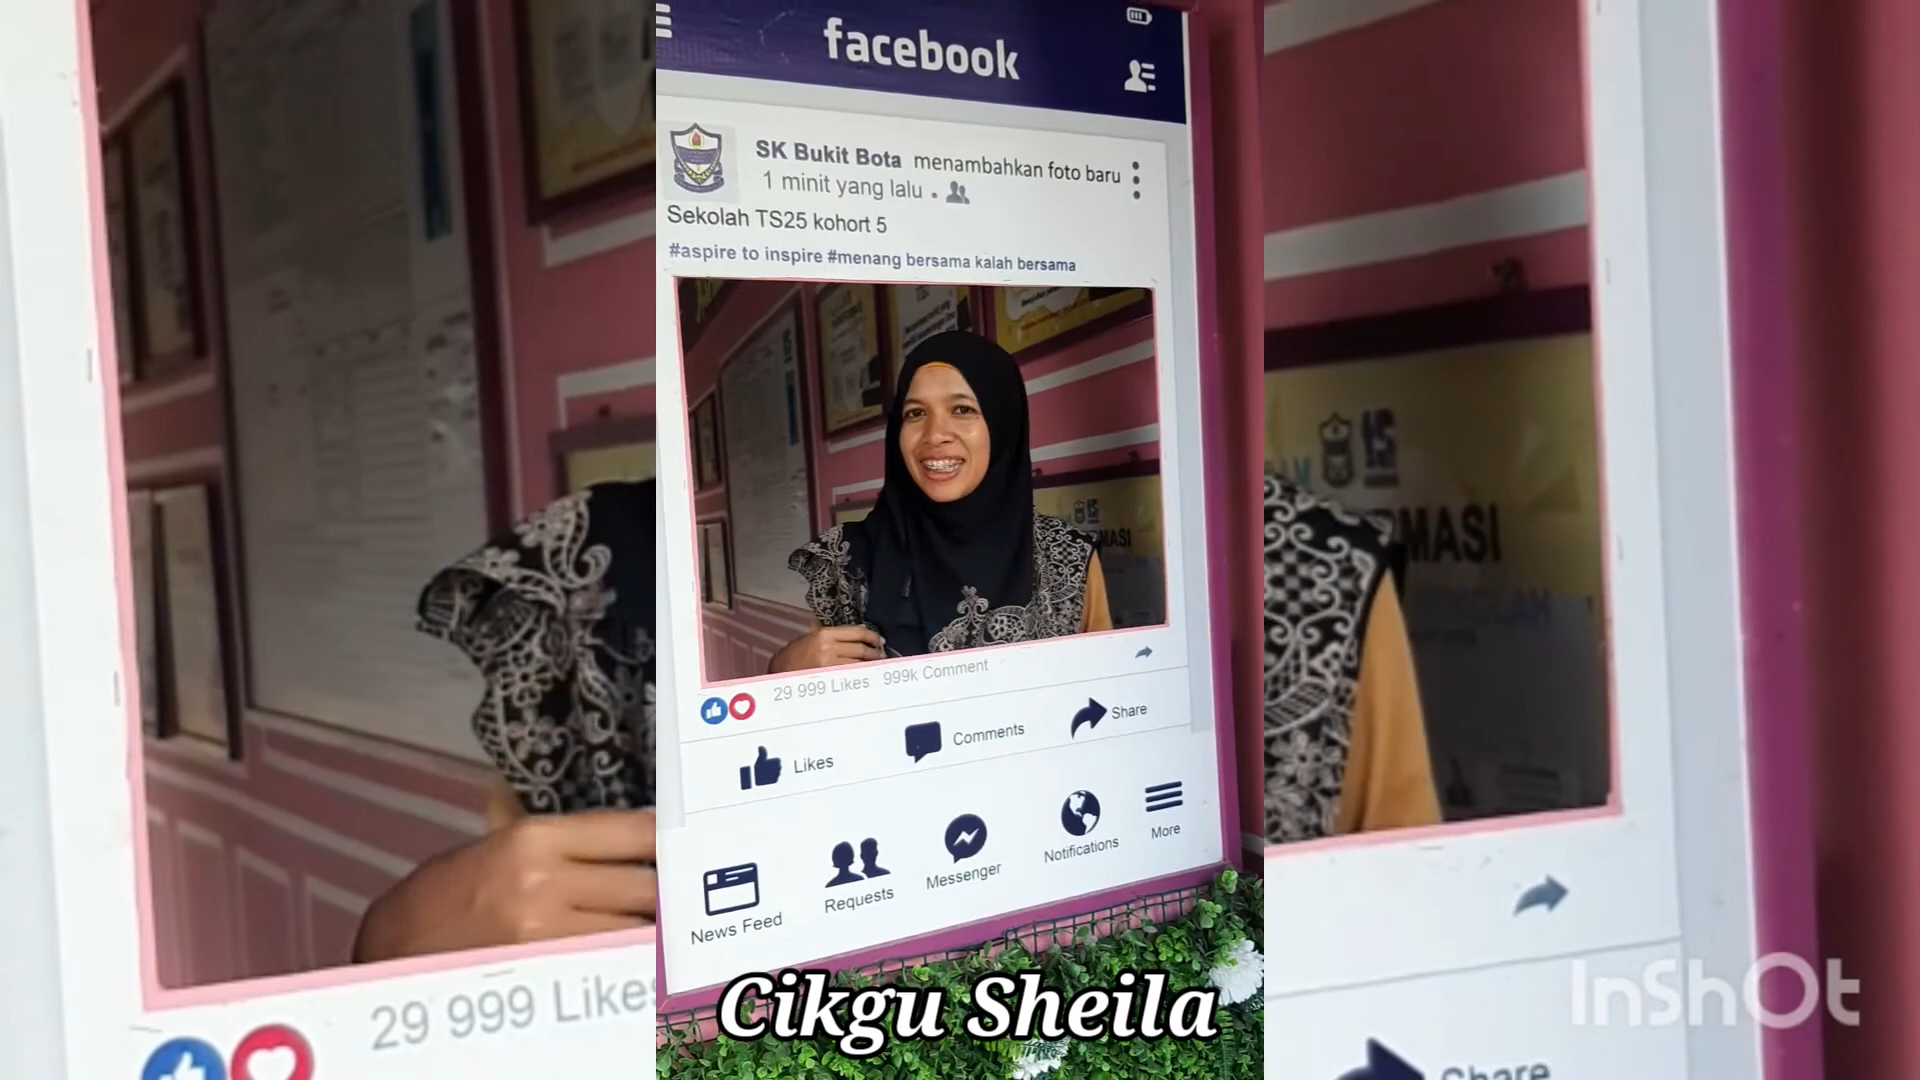 facebook
SK Bukit Bota menambahkan foto baru
1 minit yang lalu
Sekolah TS25 kohort 5
#aspire to inspire #menang bersama kalah bersama
29 999 Likes 999k Comment
Likes
Comments
Share
News Feed
Requests
Messenger
Notifications
More
Cikgu Sheila
29 999 Likes
MASI
Share
InShOt